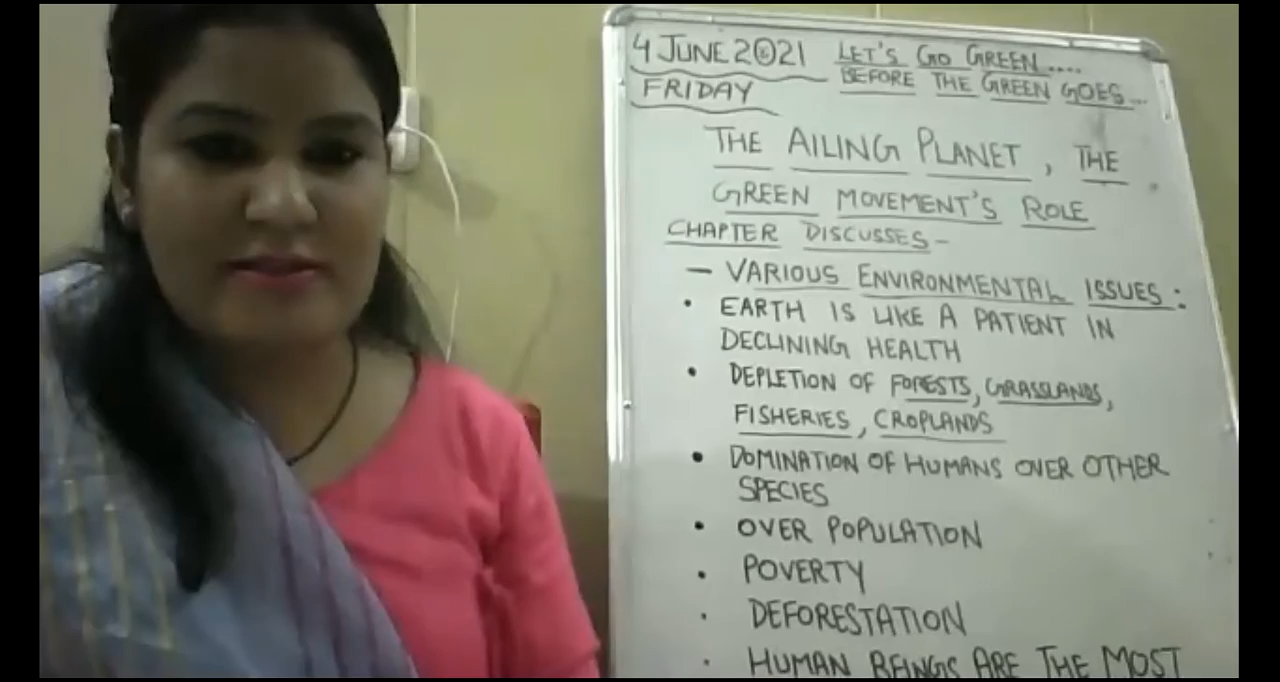 4 JUNE 2021 LET'S GO GREEN....
FRIDAY BEFORE THE GREEN GOES...
THE AILING PLANET, THE
GREEN MOVEMENT'S ROLE
CHAPTER DISCUSSES-
- VARIOUS ENVIRONMENTAL ISSUES:
• EARTH IS LIKE A PATIENT IN
DECLINING HEALTH
• DEPLETION OF FORESTS, GRASSLANDS,
FISHERIES, CROPLANDS
• DOMINATION OF HUMANS OVER OTHER
SPECIES
• OVER POPULATION
• POVERTY
• DEFORESTATION
• HUMAN BEINGS ARE THE MOST